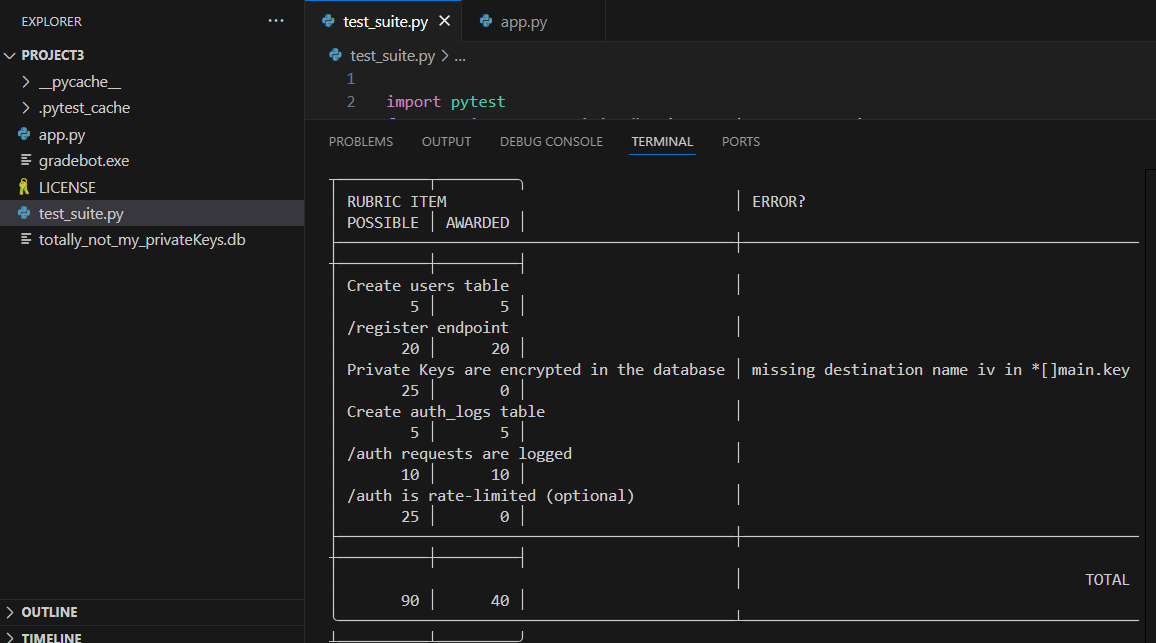 EXPLORER
...
PROJECT3
__pycache__
.pytest_cache
app.py
gradebot.exe
LICENSE
test_suite.py
totally_not_my_privateKeys.db
OUTLINE
TIMELINE
test_suite.py
app.py
test_suite.py > ...
1
2 import pytest
PROBLEMS OUTPUT DEBUG CONSOLE TERMINAL PORTS
RUBRIC ITEM | ERROR?
POSSIBLE | AWARDED |
Create users table |
5 | 5 |
/register endpoint |
20 | 20 |
Private Keys are encrypted in the database | missing destination name iv in *[]main.key
25 | 0 |
Create auth_logs table |
5 | 5 |
/auth requests are logged |
10 | 10 |
/auth is rate-limited (optional) |
25 | 0 |
| TOTAL
90 | 40 |